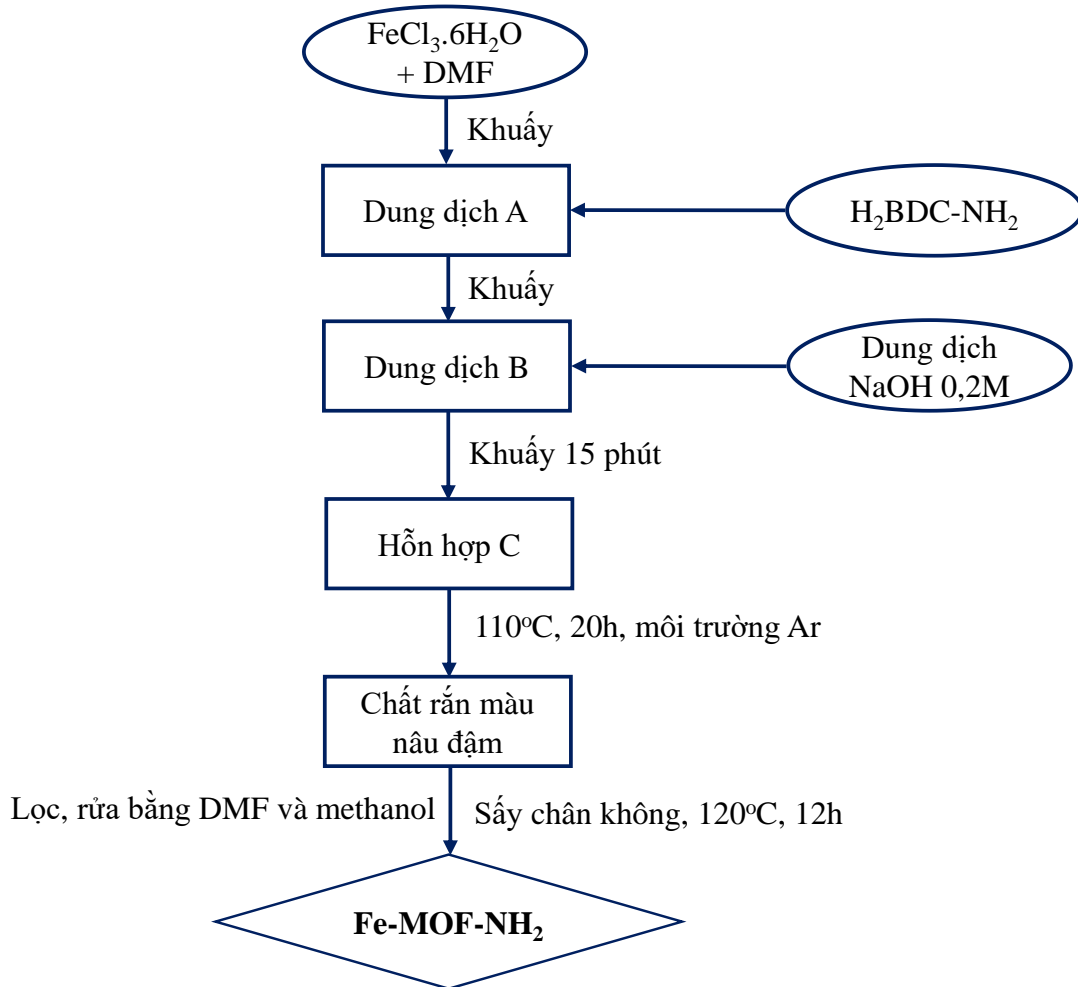 FeCl₃.6H₂O
+ DMF
Khuấy
Dung dịch A
H₂BDC-NH₂
Khuấy
Dung dịch B
Dung dịch
NaOH 0,2M
Khuấy 15 phút
Hỗn hợp C
110°C, 20h, môi trường Ar
Chất rắn màu
nâu đậm
Lọc, rửa bằng DMF và methanol
Sấy chân không, 120°C, 12h
Fe-MOF-NH₂